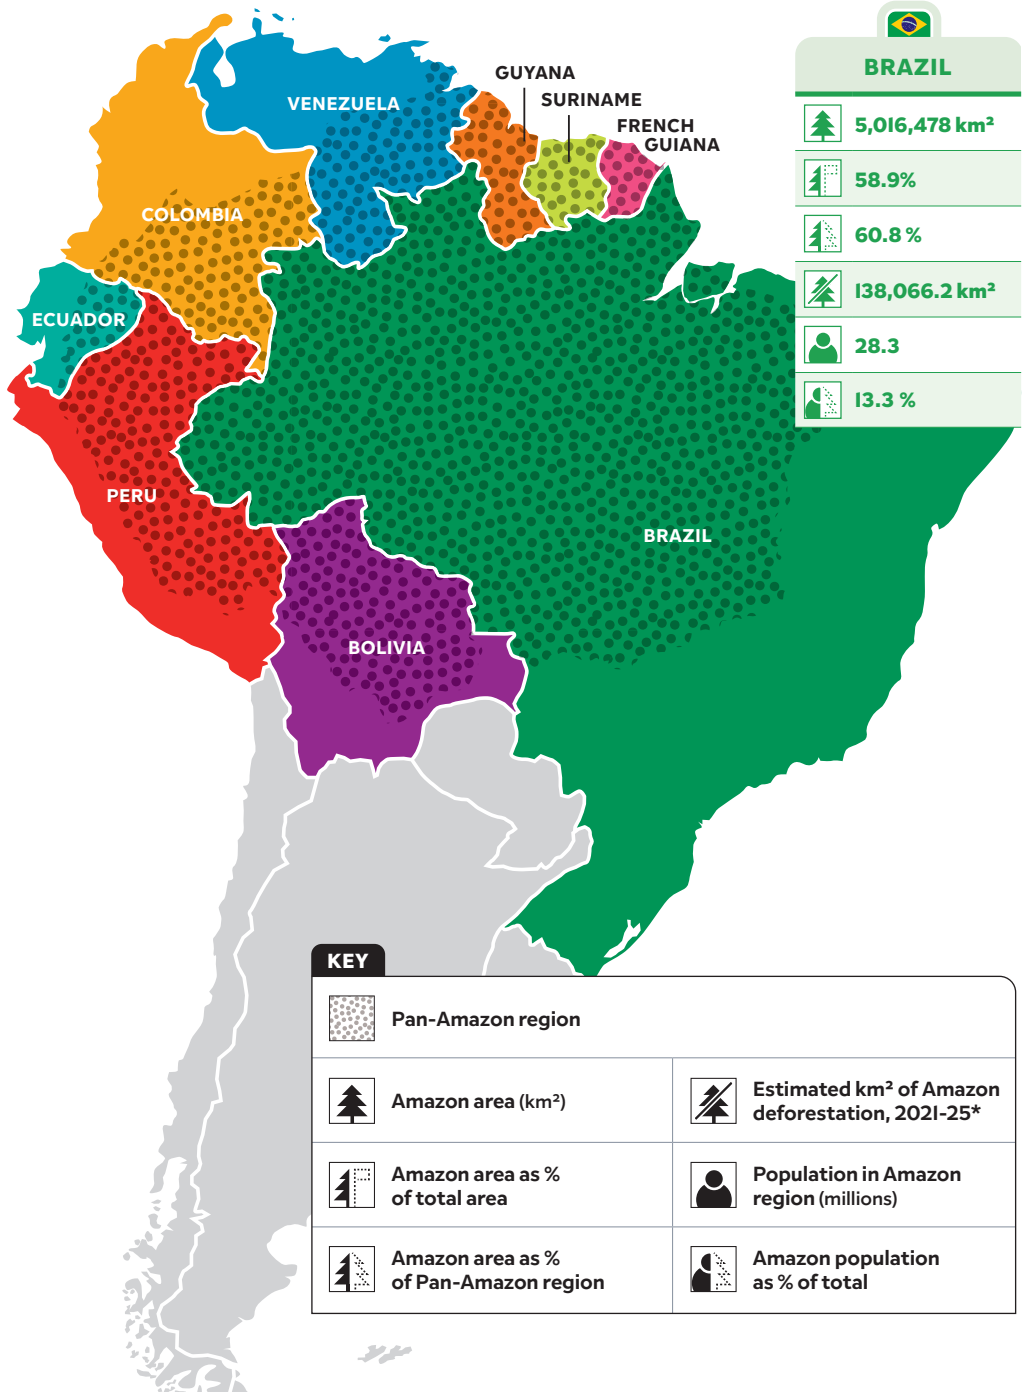 BRAZIL
5,016,478 km²
58.9%
60.8 %
138,066.2 km²
28.3
13.3 %
GUYANA
SURINAME
FRENCH
GUIANA
VENEZUELA
COLOMBIA
ECUADOR
PERU
BRAZIL
BOLIVIA
KEY
Pan-Amazon region
Amazon area (km²)
Estimated km² of Amazon
deforestation, 2021-25*
Amazon area as %
of total area
Population in Amazon
region (millions)
Amazon area as %
of Pan-Amazon region
Amazon population
as % of total